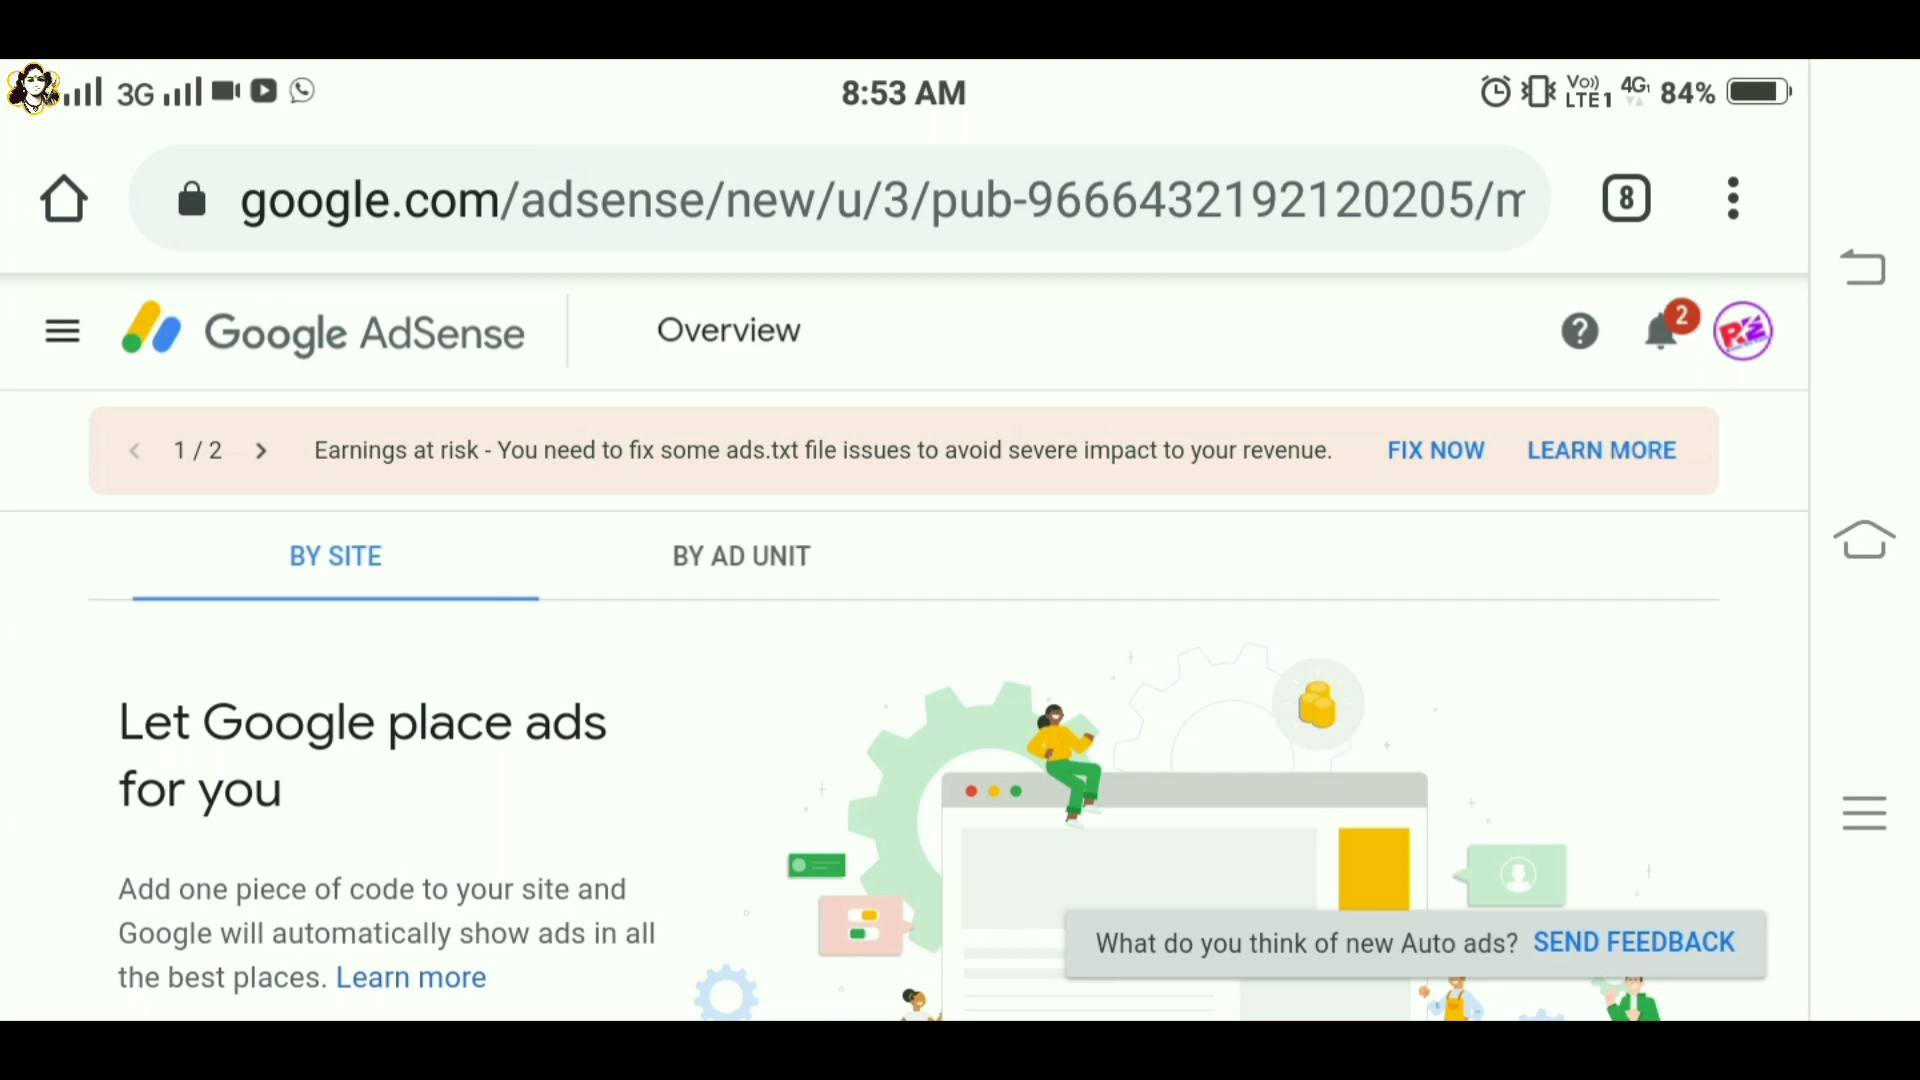 3G 8:53 AM Vo)) LTE 1 4G 84%
google.com/adsense/new/u/3/pub-9666432192120205/m 8
Google AdSense Overview 2
1 / 2 Earnings at risk - You need to fix some ads.txt file issues to avoid severe impact to your revenue. FIX NOW LEARN MORE
BY SITE BY AD UNIT
Let Google place ads
for you
Add one piece of code to your site and
Google will automatically show ads in all
the best places. Learn more
What do you think of new Auto ads? SEND FEEDBACK